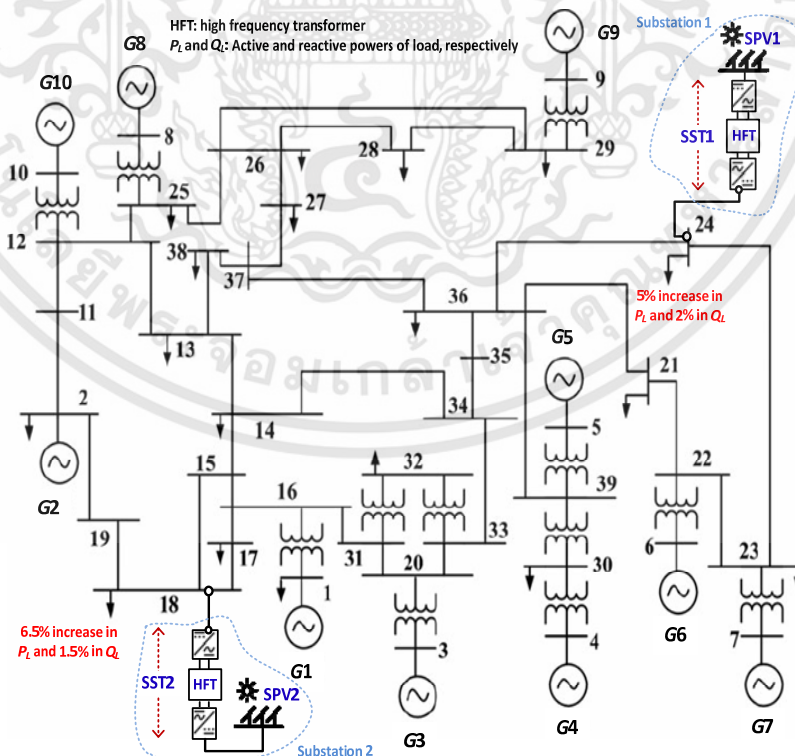 HFT: high frequency transformer
PL and QL: Active and reactive powers of load, respectively
Substation 1
SPV1
G9
G8
G10
9
8
HFT
SST1
10
26
28
29
25
27
24
12
38
37
36
5% increase in
PL and 2% in QL
11
G5
13
35
21
2
34
14
5
15
32
22
16
39
G2
33
19
17
31
20
30
6
23
18
1
6.5% increase in
PL and 1.5% in QL
G6
3
4
7
SST2
HFT
G1
SPV2
G3
G4
G7
Substation 2